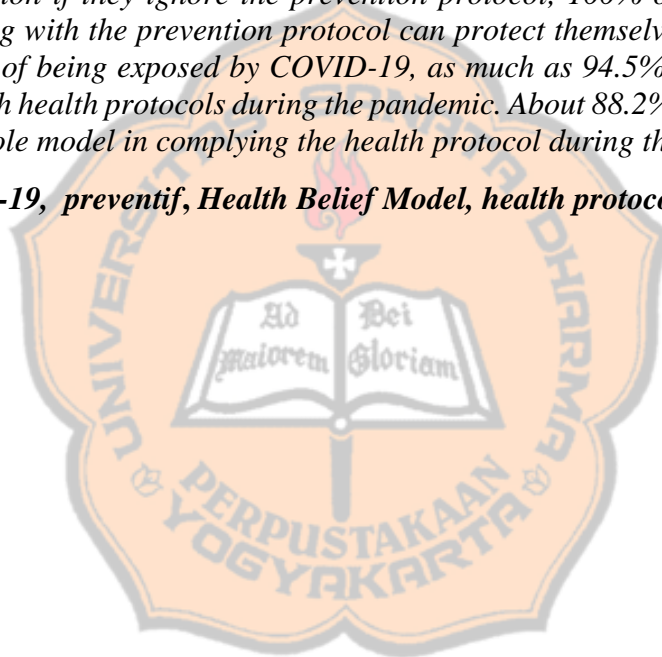 if they ignore the prevention protocol, 100%
g with the prevention protocol can protect themselv
of being exposed by COVID-19, as much as 94.5%
h health protocols during the pandemic. About 88.2%
ole model in complying the health protocol during th
-19, preventif, Health Belief Model, health protoco
UNIVERSITAS SANATA DHARMA
Ad Dei
Maiorem Gloriam
PERPUSTAKAAN
YOGYAKARTA